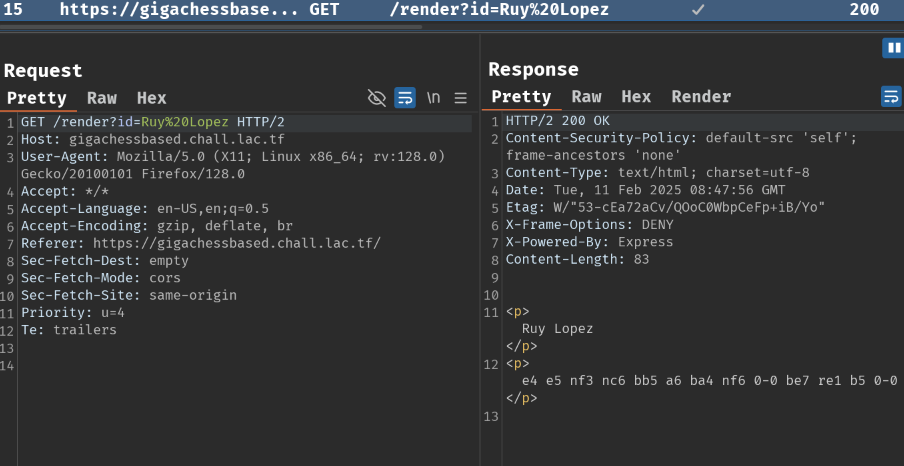 15 https://gigachessbase... GET /render?id=Ruy%20Lopez ✓ 200
Request
Pretty Raw Hex
\n
1 GET /render?id=Ruy%20Lopez HTTP/2
2 Host: gigachessbased.chall.lac.tf
3 User-Agent: Mozilla/5.0 (X11; Linux x86_64; rv:128.0)
Gecko/20100101 Firefox/128.0
4 Accept: */*
5 Accept-Language: en-US,en;q=0.5
6 Accept-Encoding: gzip, deflate, br
7 Referer: https://gigachessbased.chall.lac.tf/
8 Sec-Fetch-Dest: empty
9 Sec-Fetch-Mode: cors
10 Sec-Fetch-Site: same-origin
11 Priority: u=4
12 Te: trailers
13
14
Response
Pretty Raw Hex Render
1 HTTP/2 200 OK
2 Content-Security-Policy: default-src 'self';
frame-ancestors 'none'
3 Content-Type: text/html; charset=utf-8
4 Date: Tue, 11 Feb 2025 08:47:56 GMT
5 Etag: W/"53-cEa72aCv/QOoC0WbpCeFp+iB/Yo"
6 X-Frame-Options: DENY
7 X-Powered-By: Express
8 Content-Length: 83
9
10
11 <p>
Ruy Lopez
</p>
12 <p>
e4 e5 nf3 nc6 bb5 a6 ba4 nf6 0-0 be7 re1 b5 0-0
</p>
13